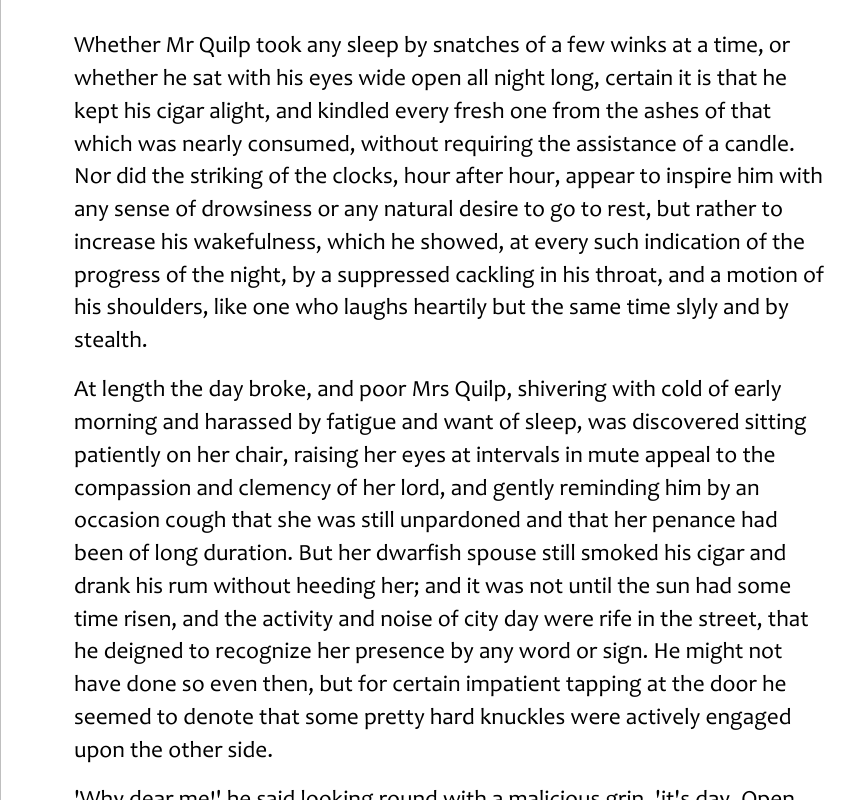 Whether Mr Quilp took any sleep by snatches of a few winks at a time, or
whether he sat with his eyes wide open all night long, certain it is that he
kept his cigar alight, and kindled every fresh one from the ashes of that
which was nearly consumed, without requiring the assistance of a candle.
Nor did the striking of the clocks, hour after hour, appear to inspire him with
any sense of drowsiness or any natural desire to go to rest, but rather to
increase his wakefulness, which he showed, at every such indication of the
progress of the night, by a suppressed cackling in his throat, and a motion of
his shoulders, like one who laughs heartily but the same time slyly and by
stealth.
At length the day broke, and poor Mrs Quilp, shivering with cold of early
morning and harassed by fatigue and want of sleep, was discovered sitting
patiently on her chair, raising her eyes at intervals in mute appeal to the
compassion and clemency of her lord, and gently reminding him by an
occasion cough that she was still unpardoned and that her penance had
been of long duration. But her dwarfish spouse still smoked his cigar and
drank his rum without heeding her; and it was not until the sun had some
time risen, and the activity and noise of city day were rife in the street, that
he deigned to recognize her presence by any word or sign. He might not
have done so even then, but for certain impatient tapping at the door he
seemed to denote that some pretty hard knuckles were actively engaged
upon the other side.
'Why dear me!' he said looking round with a malicious grin, 'it's day. Open